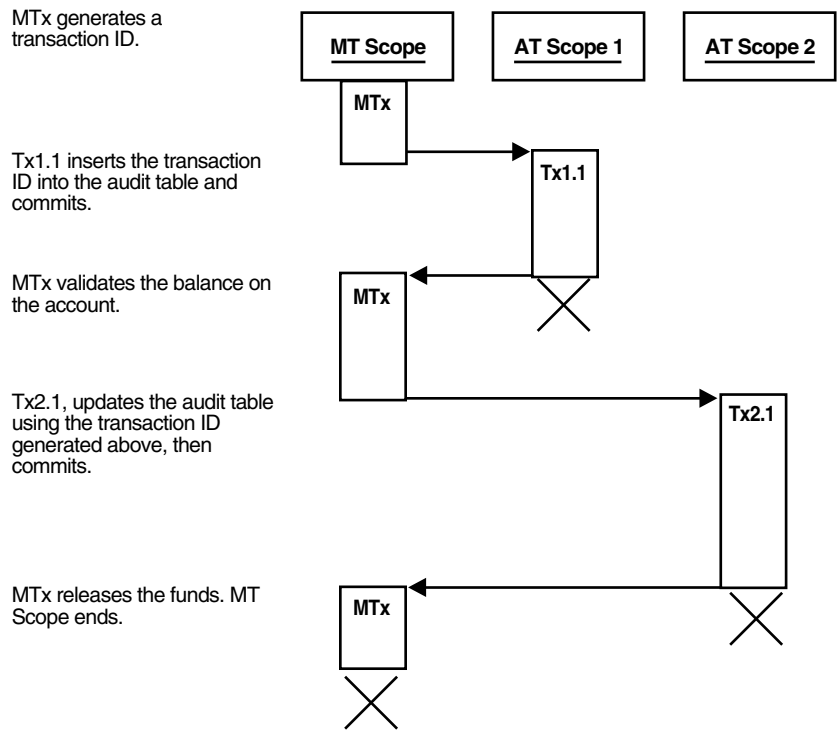 MTx generates a
transaction ID.
MT Scope
AT Scope 1
AT Scope 2
MTx
Tx1.1 inserts the transaction
ID into the audit table and
commits.
Tx1.1
MTx validates the balance on
the account.
MTx
Tx2.1, updates the audit table
using the transaction ID
generated above, then
commits.
Tx2.1
MTx releases the funds. MT
Scope ends.
MTx